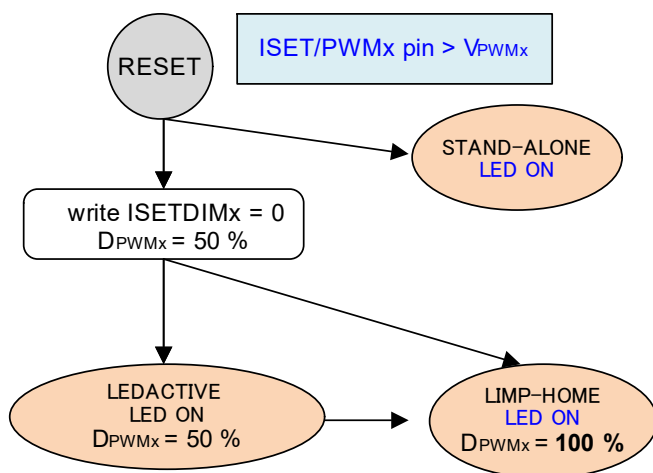 RESET
ISET/PWMx pin > VPWMx
STAND-ALONE
LED ON
write ISETDIMx = 0
DPWMx = 50 %
LEDACTIVE
LED ON
DPWMx = 50 %
LIMP-HOME
LED ON
DPWMx = 100 %